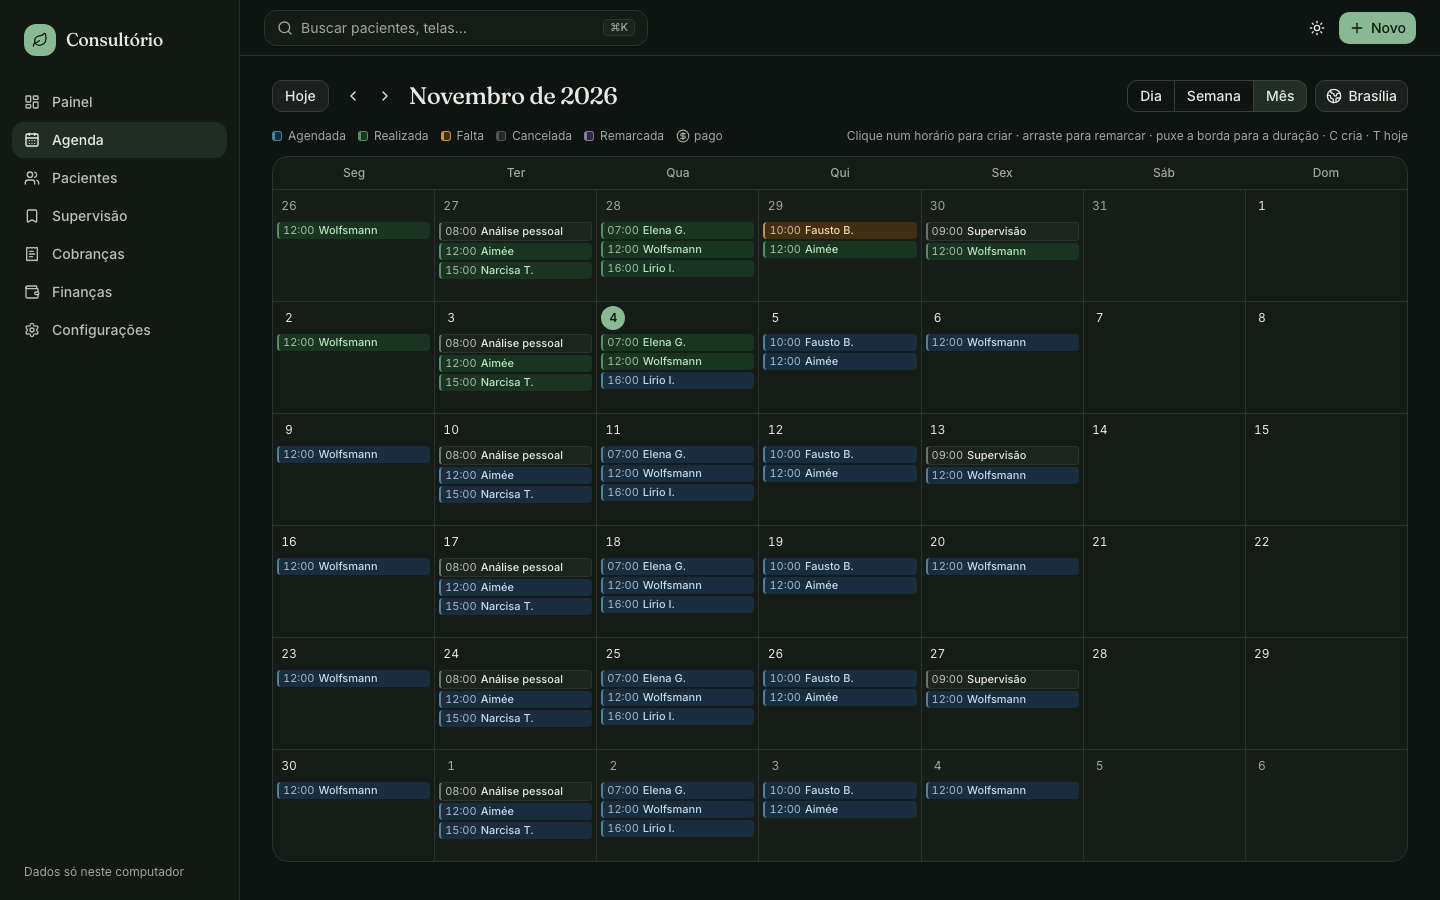 Consultório
Buscar pacientes, telas...
⌘K
Novo
Painel
Agenda
Pacientes
Supervisão
Cobranças
Finanças
Configurações
Dados só neste computador
Hoje
Novembro de 2026
Dia
Semana
Mês
Brasília
Agendada
Realizada
Falta
Cancelada
Remarcada
pago
Clique num horário para criar · arraste para remarcar · puxe a borda para a duração · C cria · T hoje
Seg
Ter
Qua
Qui
Sex
Sáb
Dom
26
12:00 Wolfsmann
27
08:00 Análise pessoal
12:00 Aimée
15:00 Narcisa T.
28
07:00 Elena G.
12:00 Wolfsmann
16:00 Lírio I.
29
10:00 Fausto B.
12:00 Aimée
30
09:00 Supervisão
12:00 Wolfsmann
31
1
2
12:00 Wolfsmann
3
08:00 Análise pessoal
12:00 Aimée
15:00 Narcisa T.
4
07:00 Elena G.
12:00 Wolfsmann
16:00 Lírio I.
5
10:00 Fausto B.
12:00 Aimée
6
12:00 Wolfsmann
7
8
9
12:00 Wolfsmann
10
08:00 Análise pessoal
12:00 Aimée
15:00 Narcisa T.
11
07:00 Elena G.
12:00 Wolfsmann
16:00 Lírio I.
12
10:00 Fausto B.
12:00 Aimée
13
09:00 Supervisão
12:00 Wolfsmann
14
15
16
12:00 Wolfsmann
17
08:00 Análise pessoal
12:00 Aimée
15:00 Narcisa T.
18
07:00 Elena G.
12:00 Wolfsmann
16:00 Lírio I.
19
10:00 Fausto B.
12:00 Aimée
20
12:00 Wolfsmann
21
22
23
12:00 Wolfsmann
24
08:00 Análise pessoal
12:00 Aimée
15:00 Narcisa T.
25
07:00 Elena G.
12:00 Wolfsmann
16:00 Lírio I.
26
10:00 Fausto B.
12:00 Aimée
27
09:00 Supervisão
12:00 Wolfsmann
28
29
30
12:00 Wolfsmann
1
08:00 Análise pessoal
12:00 Aimée
15:00 Narcisa T.
2
07:00 Elena G.
12:00 Wolfsmann
16:00 Lírio I.
3
10:00 Fausto B.
12:00 Aimée
4
12:00 Wolfsmann
5
6